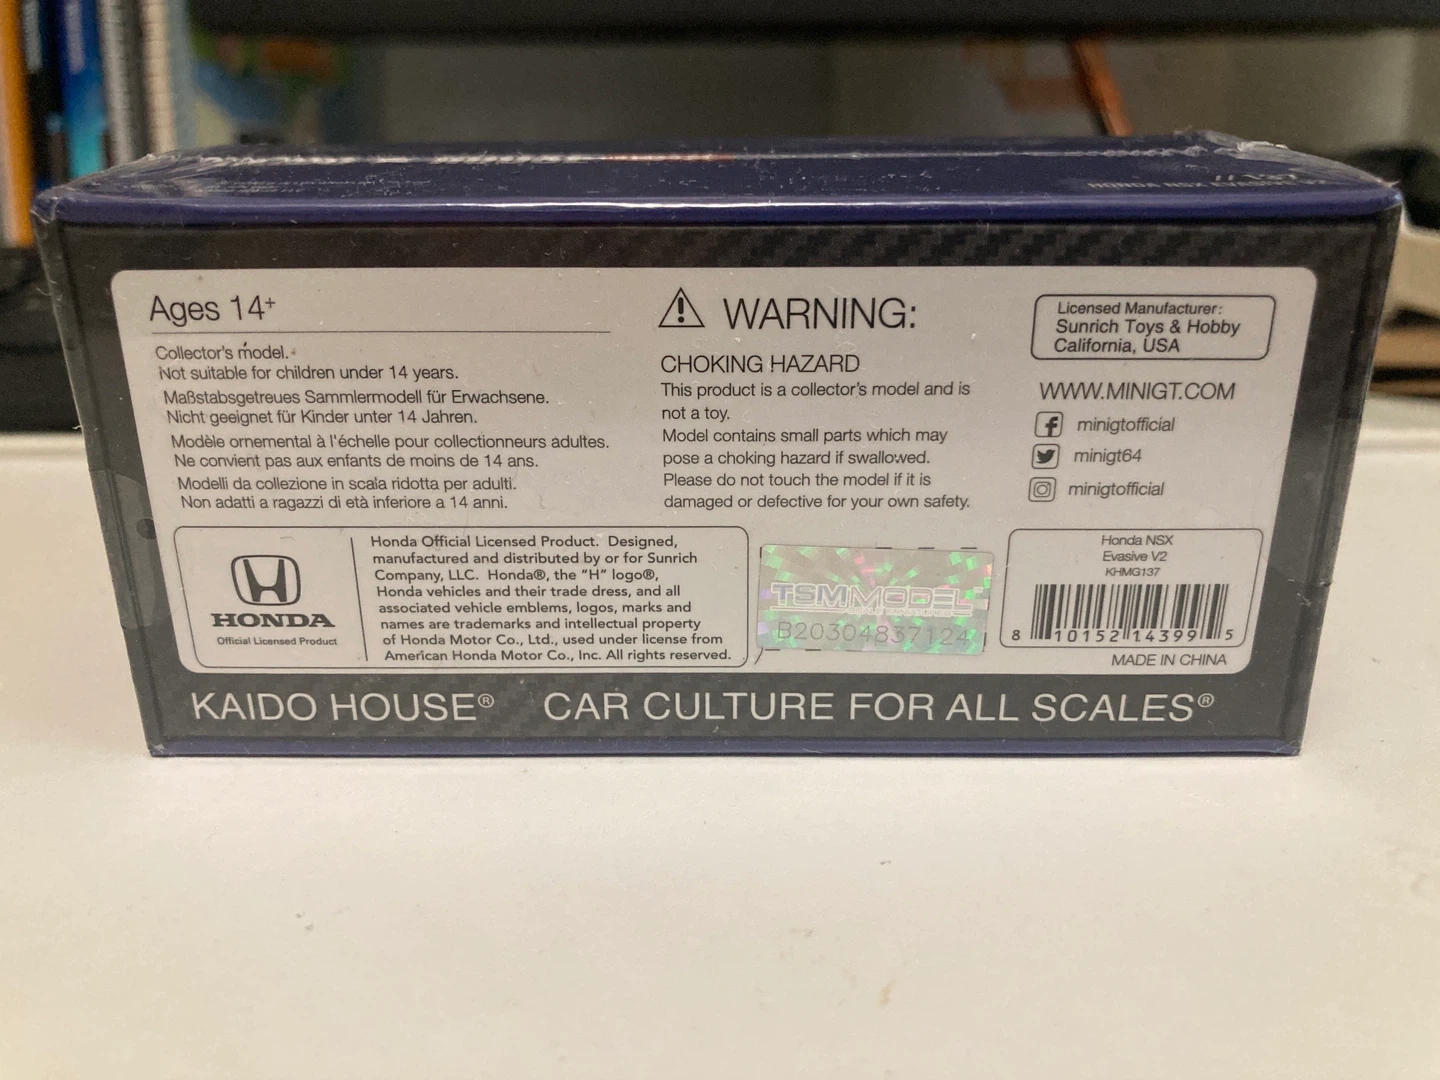 137
HONDA NSX EVASIVE V2
Ages 14+
Collector's model.
Not suitable for children under 14 years.
Maßstabsgetreues Sammlermodell für Erwachsene.
Nicht geeignet für Kinder unter 14 Jahren.
Modèle ornemental à l'échelle pour collectionneurs adultes.
Ne convient pas aux enfants de moins de 14 ans.
Modelli da collezione in scala ridotta per adulti.
Non adatti a ragazzi di età inferiore a 14 anni.
WARNING:
CHOKING HAZARD
This product is a collector's model and is
not a toy.
Model contains small parts which may
pose a choking hazard if swallowed.
Please do not touch the model if it is
damaged or defective for your own safety.
Licensed Manufacturer:
Sunrich Toys & Hobby
California, USA
WWW.MINIGT.COM
minigtofficial
minigt64
minigtofficial
HONDA
Official Licensed Product
Honda Official Licensed Product. Designed,
manufactured and distributed by or for Sunrich
Company, LLC. Honda®, the "H" logo®,
Honda vehicles and their trade dress, and all
associated vehicle emblems, logos, marks and
names are trademarks and intellectual property
of Honda Motor Co., Ltd., used under license from
American Honda Motor Co., Inc. All rights reserved.
TSMMODEL
B20304837124
Honda NSX
Evasive V2
KHMG137
8 10152 14399 5
MADE IN CHINA
KAIDO HOUSE® CAR CULTURE FOR ALL SCALES®